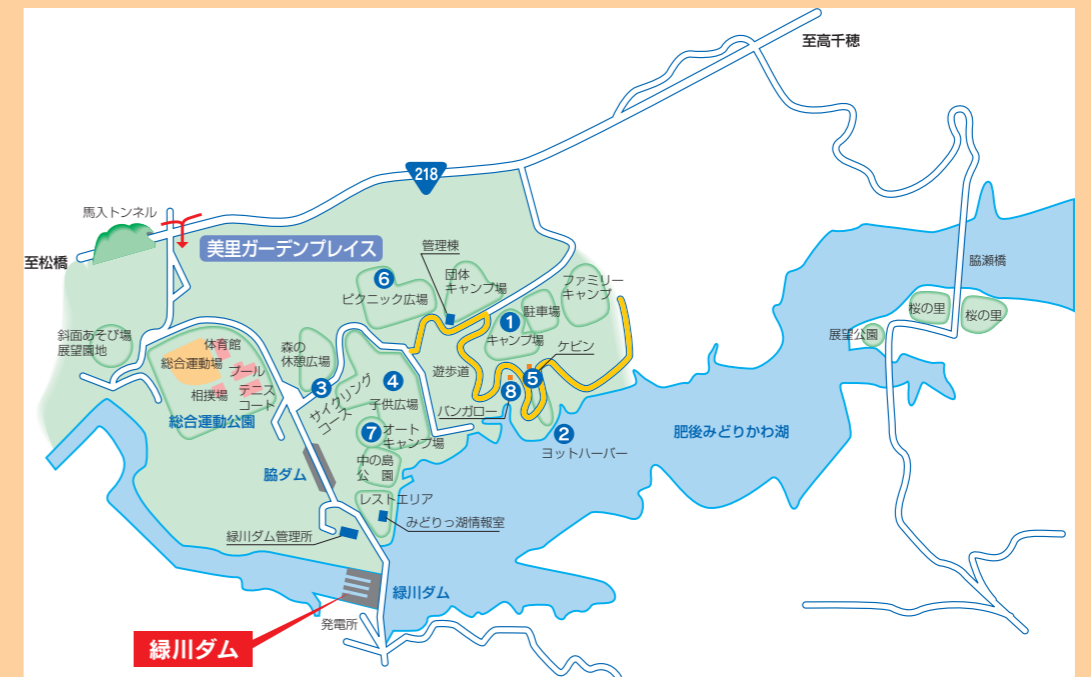 至高千穂
218
馬入トンネル
美里ガーデンプレイス
至松橋
管理棟
団体
キャンプ場
ファミリー
キャンプ
脇瀬橋
❻
ピクニック広場
駐車場
❶
キャンプ場
桜の里
桜の里
展望公園
斜面あそび場
展望園地
体育館
総合運動場
プール
相撲場
テニス
コート
総合運動公園
森の
休憩広場
❸
サイクリング
コース
❹
子供広場
遊歩道
ケビン
❺
❽
バンガロー
❷
ヨットハーバー
肥後みどりかわ湖
❼
オート
キャンプ場
中の島
公園
脇ダム
レストエリア
みどりっ湖情報室
緑川ダム管理所
緑川ダム
発電所
緑川ダム